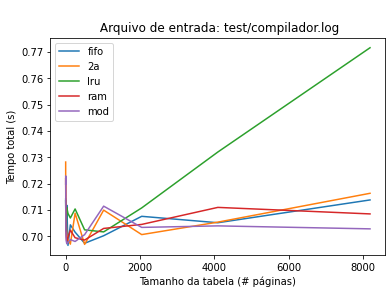 Arquivo de entrada: test/compilador.log
fifo
2a
lru
ram
mod
Tempo total (s)
0.77
0.76
0.75
0.74
0.73
0.72
0.71
0.70
0 2000 4000 6000 8000
Tamanho da tabela (# páginas)